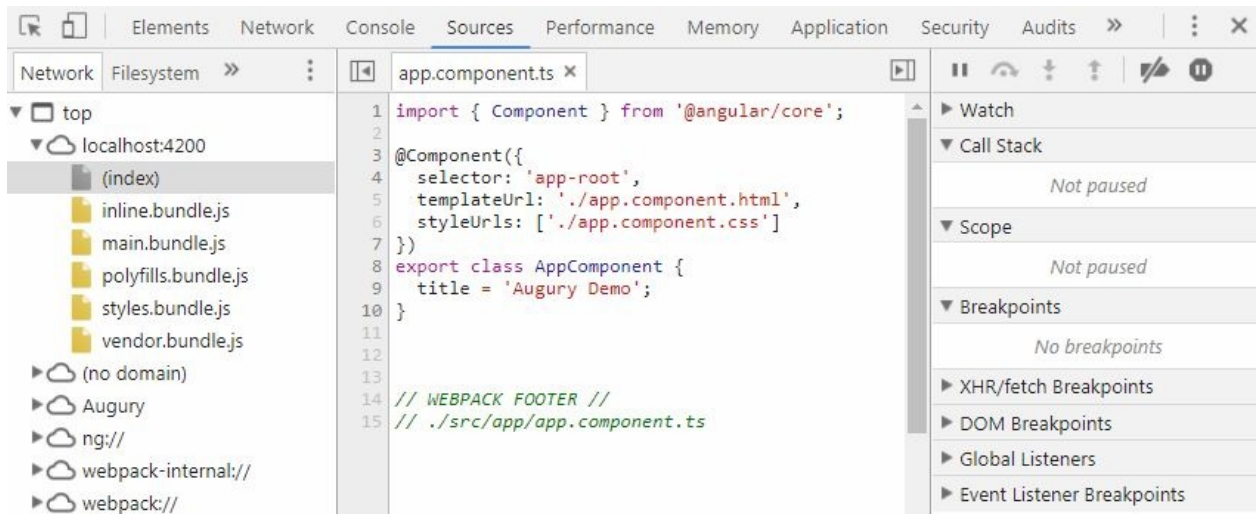 Elements Network Console Sources Performance Memory Application Security Audits »
Network Filesystem »
top
localhost:4200
(index)
inline.bundle.js
main.bundle.js
polyfills.bundle.js
styles.bundle.js
vendor.bundle.js
(no domain)
Augury
ng://
webpack-internal://
webpack://
app.component.ts ×
1 import { Component } from '@angular/core';
2
3 @Component({
4   selector: 'app-root',
5   templateUrl: './app.component.html',
6   styleUrls: ['./app.component.css']
7 })
8 export class AppComponent {
9   title = 'Augury Demo';
10 }
11
12
13
14 // WEBPACK FOOTER //
15 // ./src/app/app.component.ts
Watch
Call Stack
Not paused
Scope
Not paused
Breakpoints
No breakpoints
XHR/fetch Breakpoints
DOM Breakpoints
Global Listeners
Event Listener Breakpoints